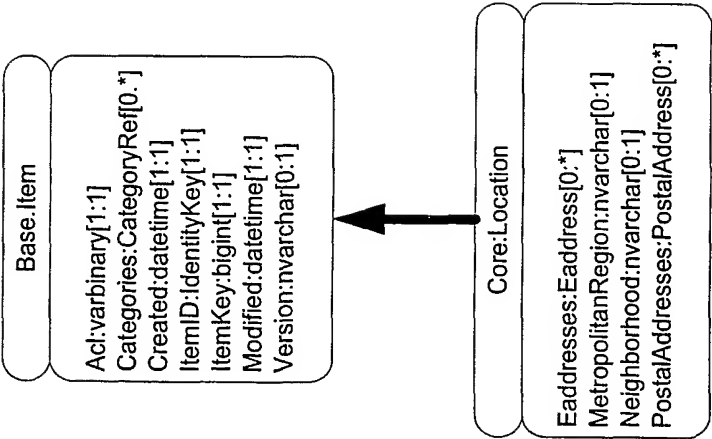 Base.Item
Acl:varbinary[1:1]
Categories:CategoryRef[0.*]
Created:datetime[1:1]
ItemID:IdentityKey[1:1]
ItemKey:bigint[1:1]
Modified:datetime[1:1]
Version:nvarchar[0:1]
Core:Location
Eaddresses:Eaddress[0:*]
MetropolitanRegion:nvarchar[0:1]
Neighborhood:nvarchar[0:1]
PostalAddresses:PostalAddress[0:*]